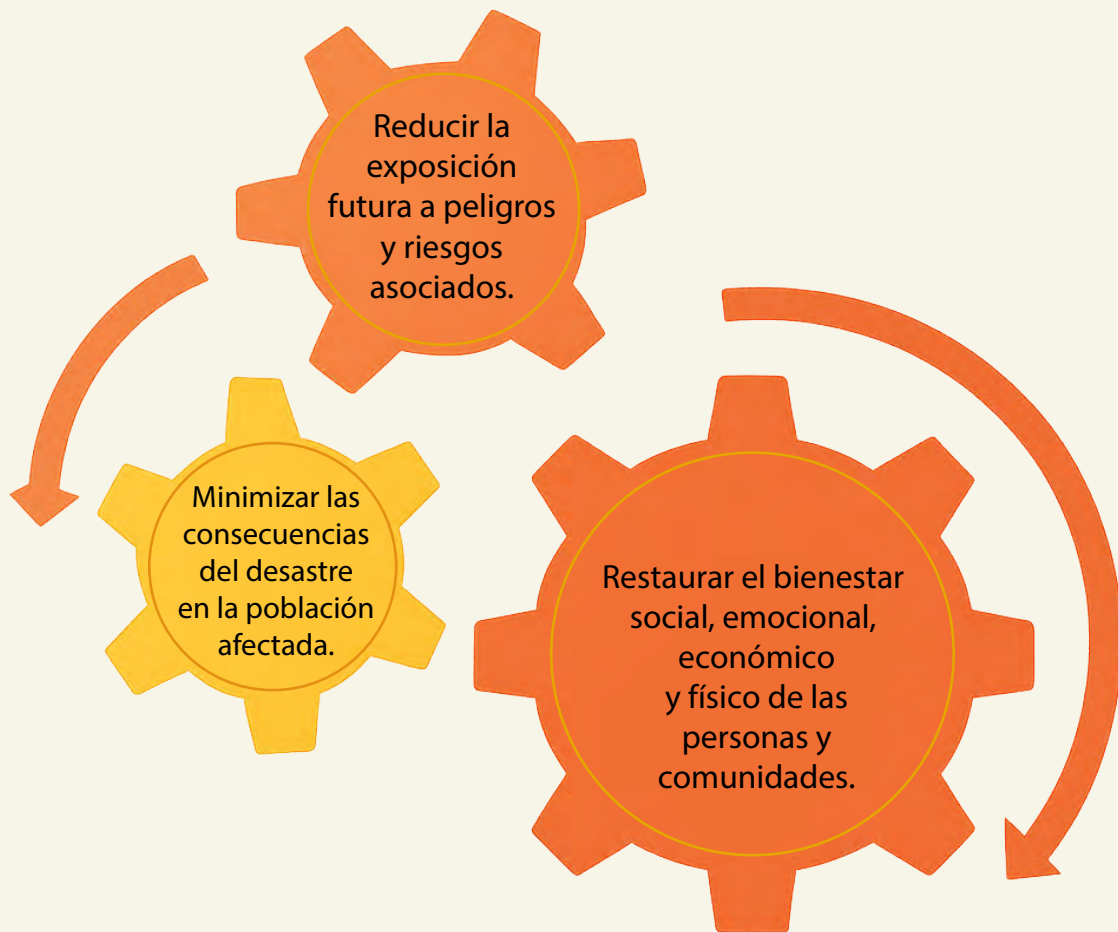 Reducir la
exposición
futura a peligros
y riesgos
asociados.
Minimizar las
consecuencias
del desastre
en la población
afectada.
Restaurar el bienestar
social, emocional,
económico
y físico de las
personas y
comunidades.